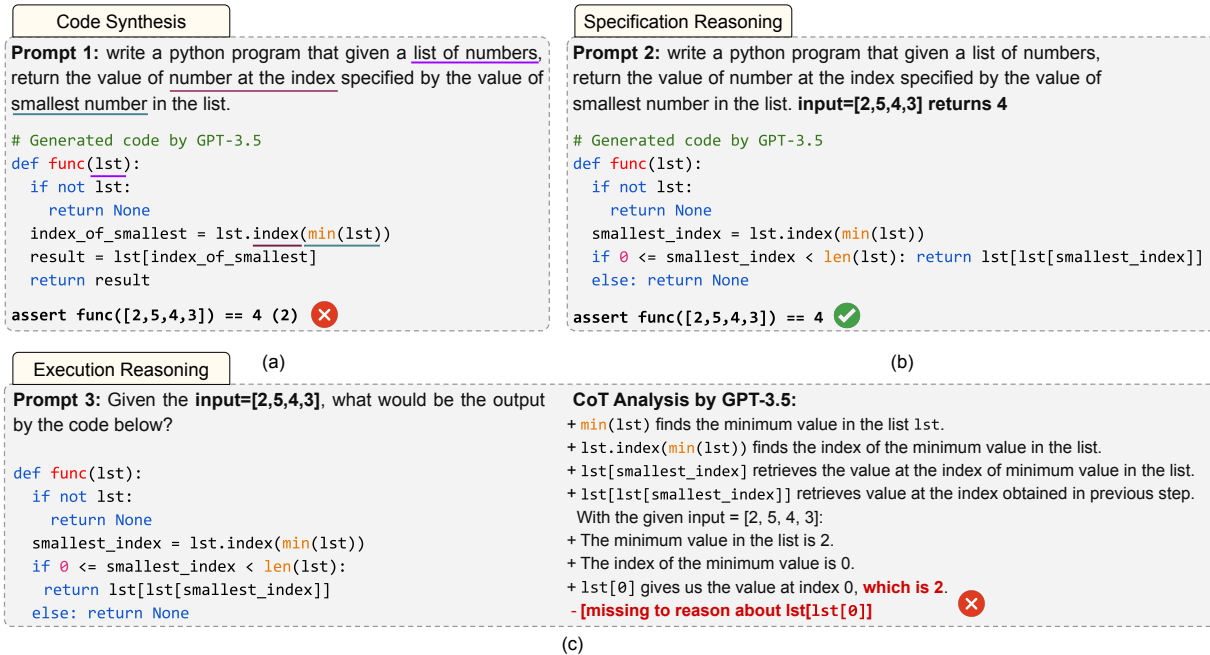 Code Synthesis
Prompt 1: write a python program that given a list of numbers,
return the value of number at the index specified by the value of
smallest number in the list.
# Generated code by GPT-3.5
def func(lst):
  if not lst:
    return None
  index_of_smallest = lst.index(min(lst))
  result = lst[index_of_smallest]
  return result
assert func([2,5,4,3]) == 4 (2)
(a)
Specification Reasoning
Prompt 2: write a python program that given a list of numbers,
return the value of number at the index specified by the value of
smallest number in the list. input=[2,5,4,3] returns 4
# Generated code by GPT-3.5
def func(lst):
  if not lst:
    return None
  smallest_index = lst.index(min(lst))
  if 0 <= smallest_index < len(lst): return lst[lst[smallest_index]]
  else: return None
assert func([2,5,4,3]) == 4
(b)
Execution Reasoning
Prompt 3: Given the input=[2,5,4,3], what would be the output
by the code below?
def func(lst):
  if not lst:
    return None
  smallest_index = lst.index(min(lst))
  if 0 <= smallest_index < len(lst):
   return lst[lst[smallest_index]]
  else: return None
CoT Analysis by GPT-3.5:
+ min(lst) finds the minimum value in the list lst.
+ lst.index(min(lst)) finds the index of the minimum value in the list.
+ lst[smallest_index] retrieves the value at the index of minimum value in the list.
+ lst[lst[smallest_index]] retrieves value at the index obtained in previous step.
With the given input = [2, 5, 4, 3]:
+ The minimum value in the list is 2.
+ The index of the minimum value is 0.
+ lst[0] gives us the value at index 0, which is 2.
- [missing to reason about lst[lst[0]]
(c)